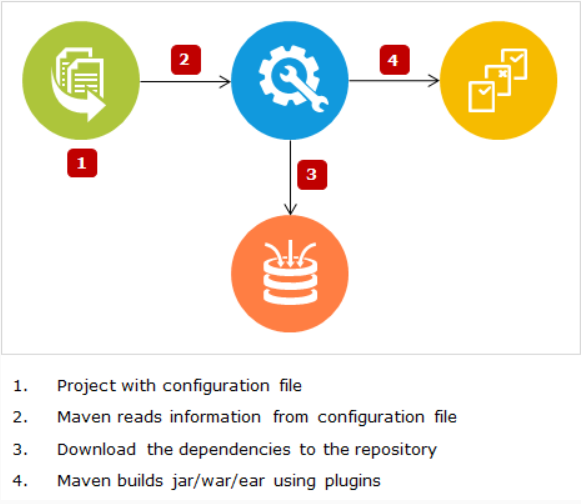 2
4
1
3
1. Project with configuration file
2. Maven reads information from configuration file
3. Download the dependencies to the repository
4. Maven builds jar/war/ear using plugins